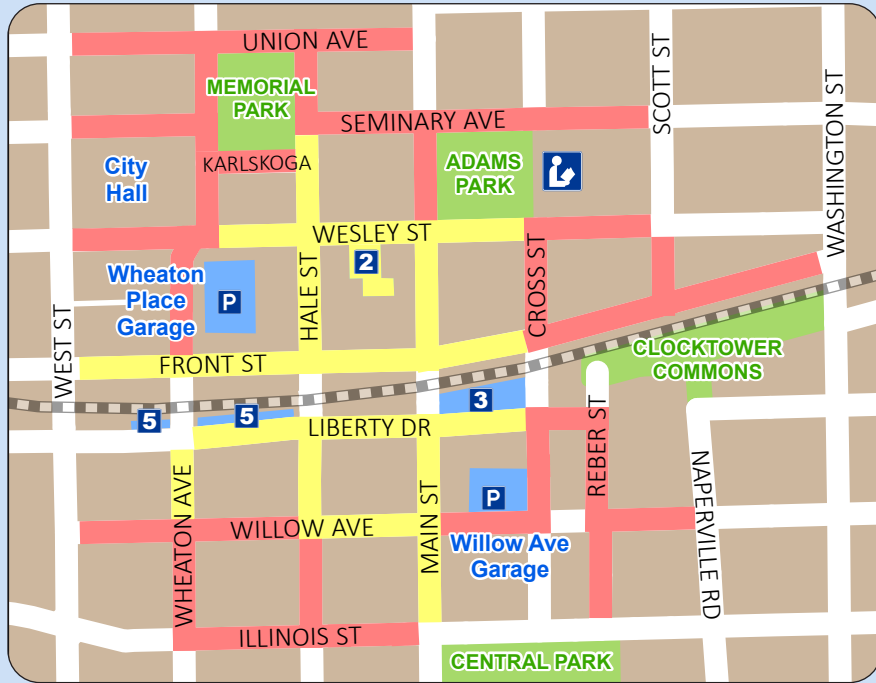 UNION AVE
MEMORIAL
PARK
SCOTT ST
SEMINARY AVE
WASHINGTON ST
City
Hall
KARLSKOGA
ADAMS
PARK
WESLEY ST
2
Wheaton
Place
Garage
P
HALE ST
CROSS ST
WEST ST
FRONT ST
CLOCKTOWER
COMMONS
5
5
3
LIBERTY DR
REBER ST
WHEATON AVE
MAIN ST
P
NAPERVILLE RD
WILLOW AVE
Willow Ave
Garage
ILLINOIS ST
CENTRAL PARK